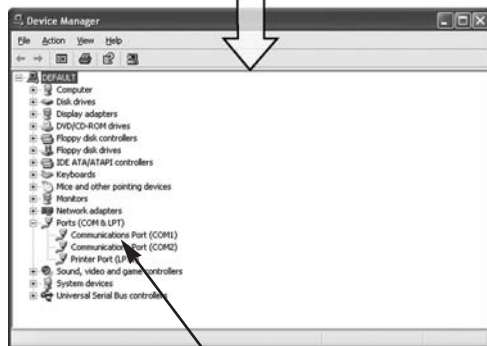 Device Manager
File Action View Help
DEFAULT
Computer
Disk drives
Display adapters
DVD/CD-ROM drives
Floppy disk controllers
Floppy disk drives
IDE ATA/ATAPI controllers
Keyboards
Mice and other pointing devices
Monitors
Network adapters
Ports (COM & LPT)
Communications Port (COM1)
Communications Port (COM2)
Printer Port (LP
Sound, video and game controllers
System devices
Universal Serial Bus controllers